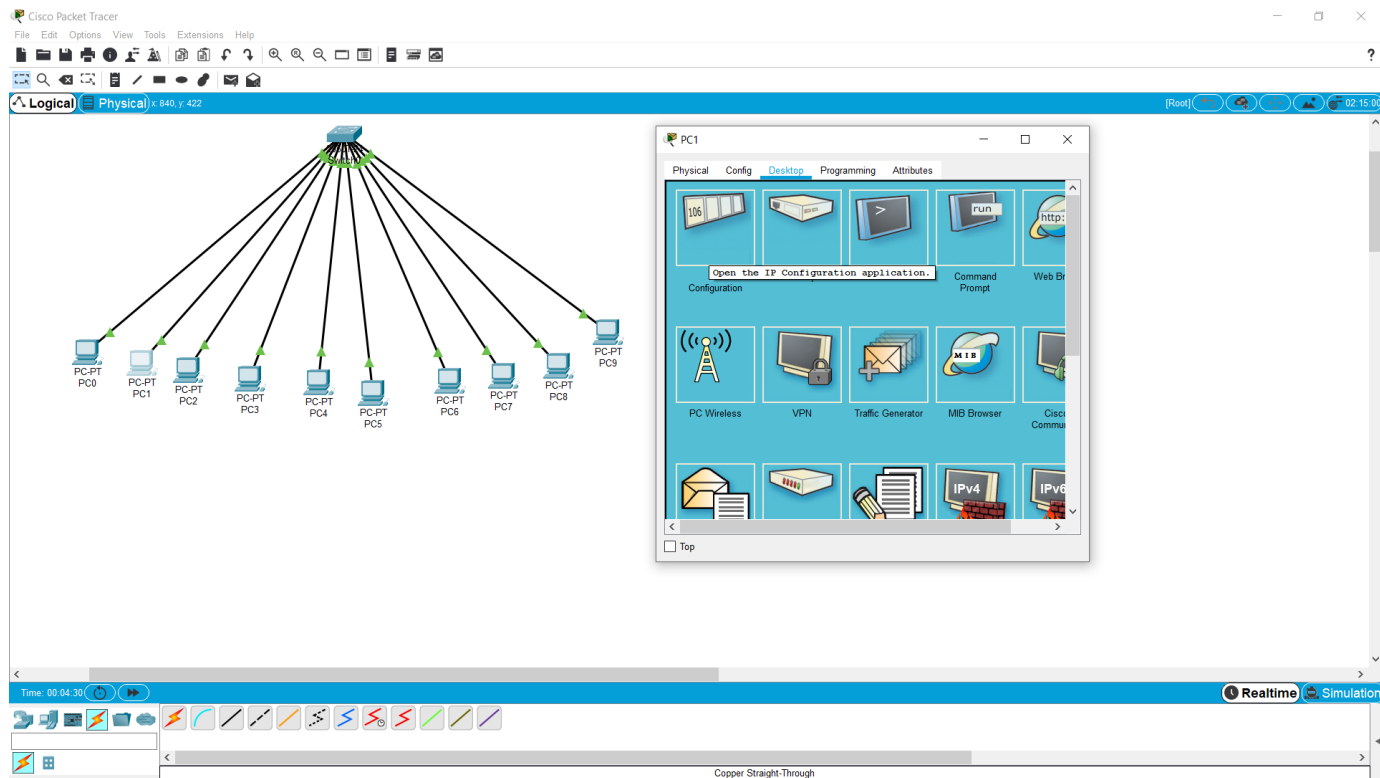 Cisco Packet Tracer
File Edit Options View Tools Extensions Help
?
Logical Physical x: 840, y: 422 [Root] 02:15:00
Switch0
PC-PT
PC0
PC-PT
PC1
PC-PT
PC2
PC-PT
PC3
PC-PT
PC4
PC-PT
PC5
PC-PT
PC6
PC-PT
PC7
PC-PT
PC8
PC-PT
PC9
PC1
Physical Config Desktop Programming Attributes
106
>
run
http:
Open the IP Configuration application.
Configuration
Command
Prompt
Web Br
MIB
PC Wireless VPN Traffic Generator MIB Browser Cisco
Commu
IPv4 IPv6
Top
Time: 00:04:30 Realtime Simulation
Copper Straight-Through